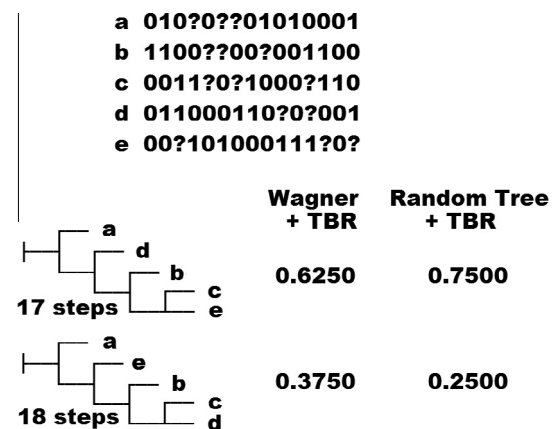 a 010?0??01010001
b 1100??00?001100
c 0011?0?1000?110
d 011000110?0?001
e 00?101000111?0?
Wagner + TBR
Random Tree + TBR
a
d
b
c
e
17 steps
0.6250
0.7500
a
e
b
c
d
18 steps
0.3750
0.2500